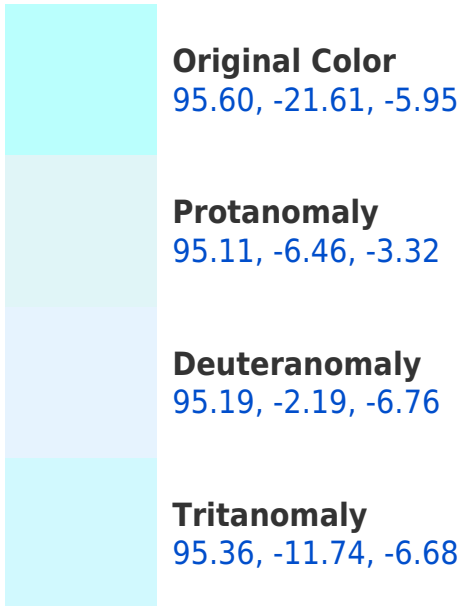 Original Color
95.60, -21.61, -5.95
Protanomaly
95.11, -6.46, -3.32
Deuteranomaly
95.19, -2.19, -6.76
Tritanomaly
95.36, -11.74, -6.68